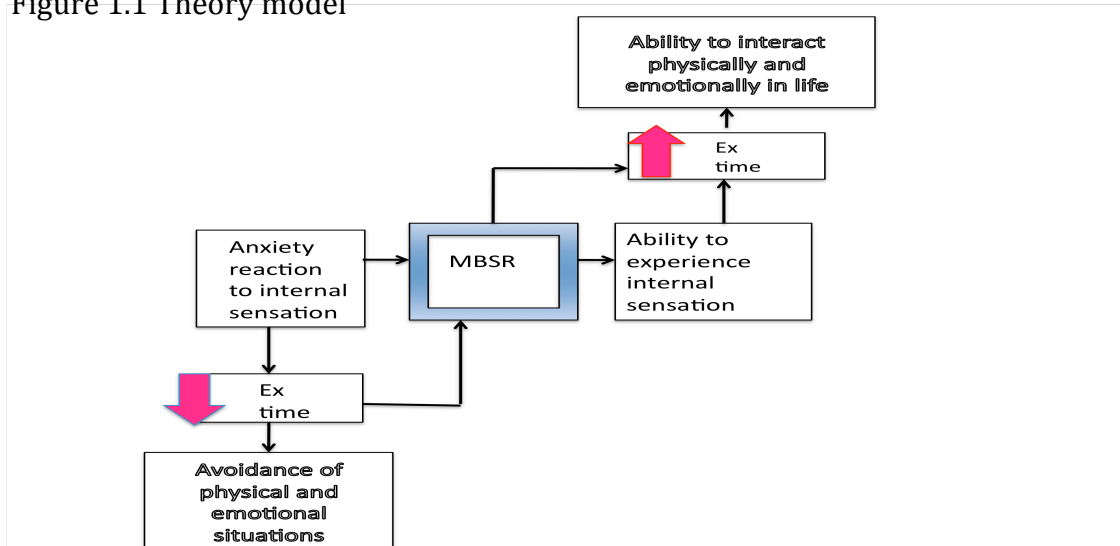 Figure 1.1 Theory model
Ability to interact
physically and
emotionally in life
Ex
time
Anxiety
reaction
to internal
sensation
MBSR
Ability to
experience
internal
sensation
Ex
time
Avoidance of
physical and
emotional
situations